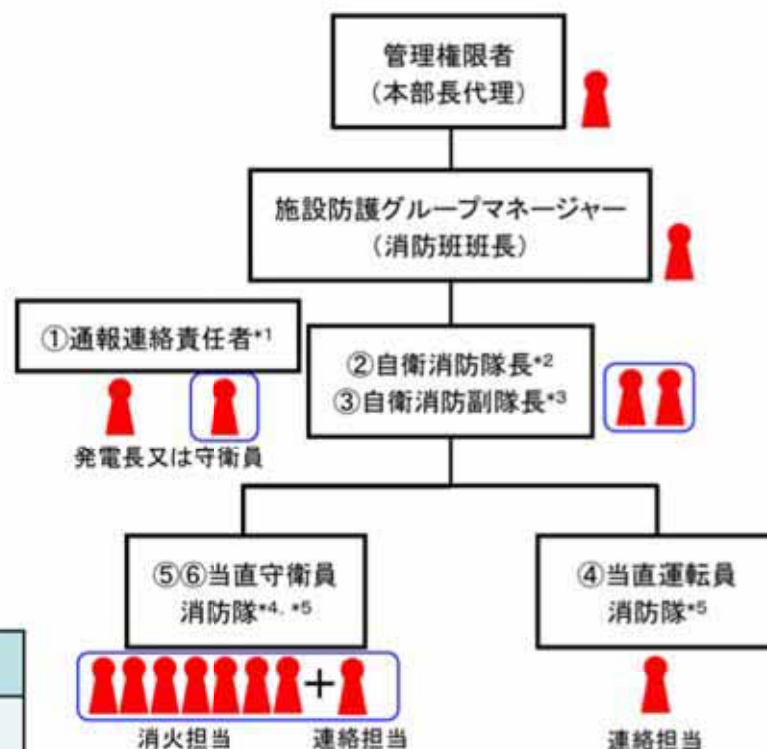 管理権限者
（本部長代理）
施設防護グループマネージャー
（消防班班長）
①通報連絡責任者*1
発電長又は守衛員
②自衛消防隊長*2
③自衛消防副隊長*3
⑤⑥当直守衛員
消防隊*4，*5
+
消火担当 連絡担当
④当直運転員
消防隊*5
連絡担当